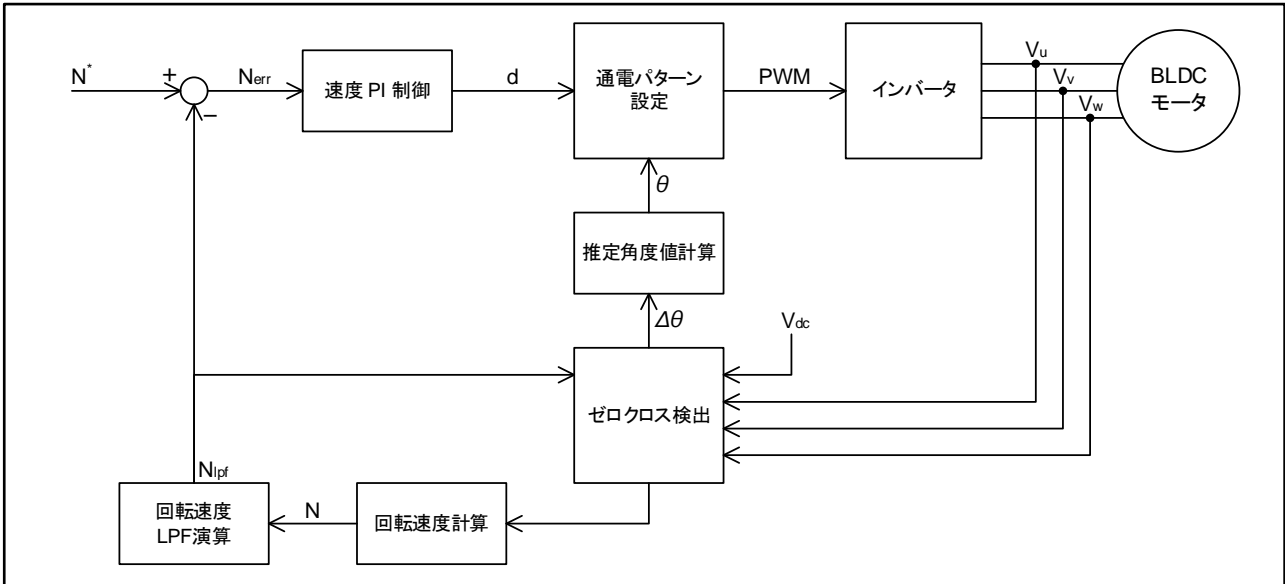 N*
+
−
Nerr
速度 PI 制御
d
通電パターン
設定
PWM
インバータ
Vu
Vv
Vw
BLDC
モータ
θ
推定角度値計算
Δθ
Vdc
ゼロクロス検出
Nlpf
回転速度
LPF演算
N
回転速度計算